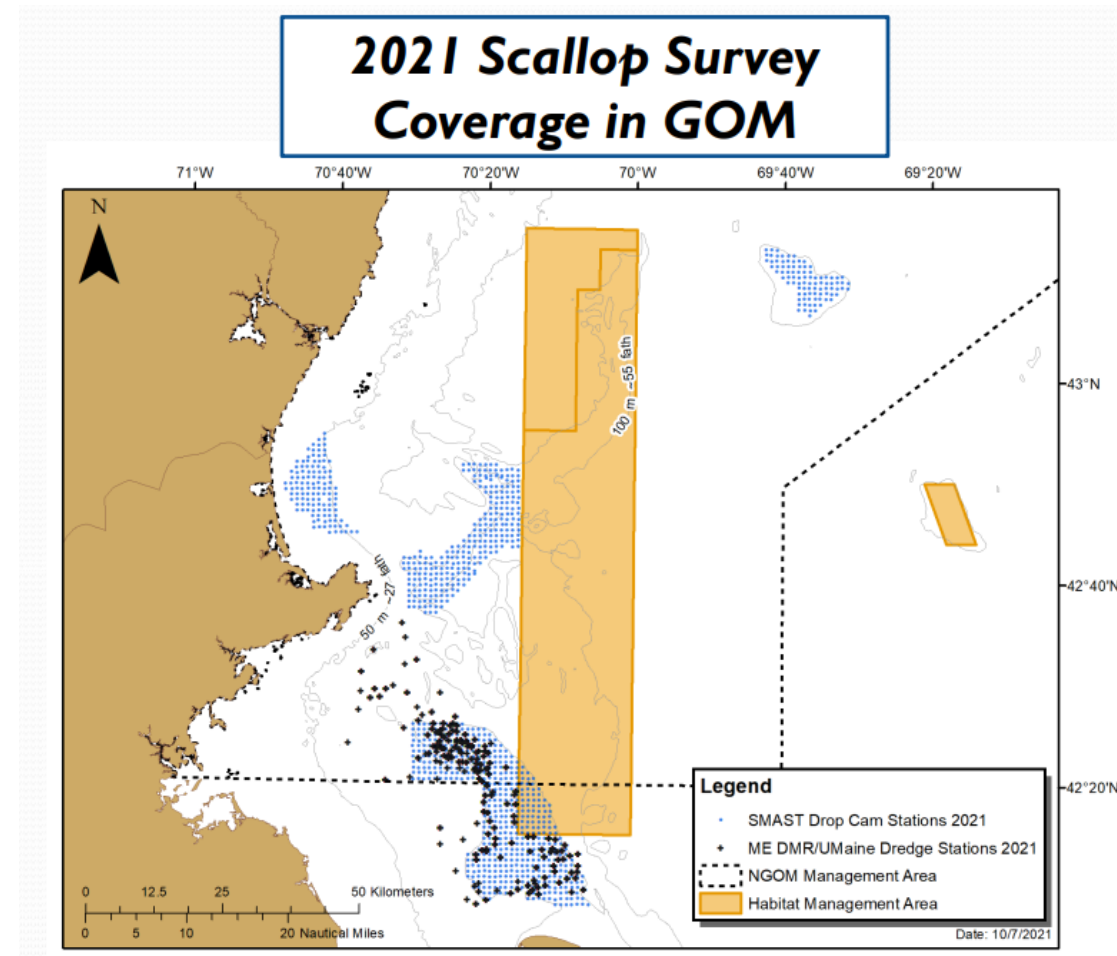 2021 Scallop Survey
Coverage in GOM
71°W
70°40'W
70°20'W
70°W
69°40'W
69°20'W
N
100 m ~55 fath
43°N
50 m ~27 fath
42°40'N
42°20'N
Legend
SMAST Drop Cam Stations 2021
ME DMR/UMaine Dredge Stations 2021
NGOM Management Area
Habitat Management Area
0 12.5 25 50 Kilometers
0 5 10 20 Nautical Miles
Date: 10/7/2021